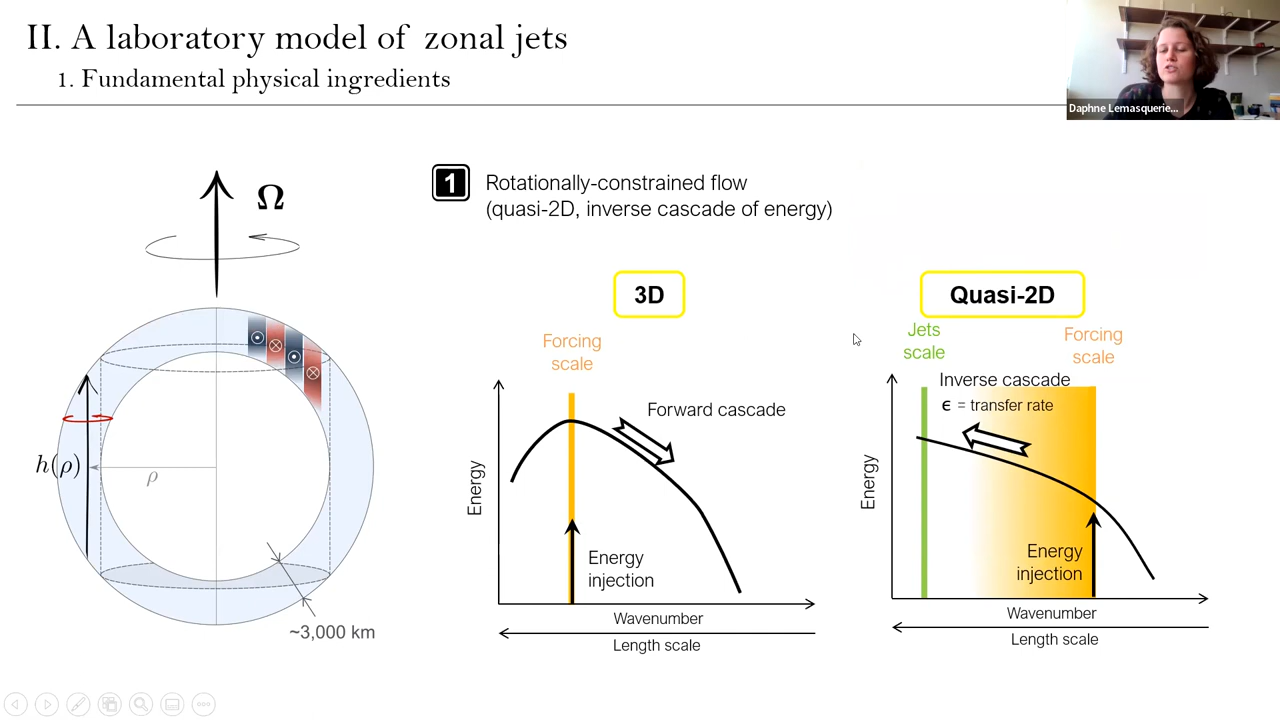 II. A laboratory model of zonal jets
1. Fundamental physical ingredients
Daphne Lemasquerie...
Ω
h(ρ)
ρ
~3,000 km
1
Rotationally-constrained flow
(quasi-2D, inverse cascade of energy)
3D
Forcing
scale
Forward cascade
Energy
Energy
injection
Wavenumber
Length scale
Quasi-2D
Jets
scale
Forcing
scale
Inverse cascade
ϵ = transfer rate
Energy
Energy
injection
Wavenumber
Length scale